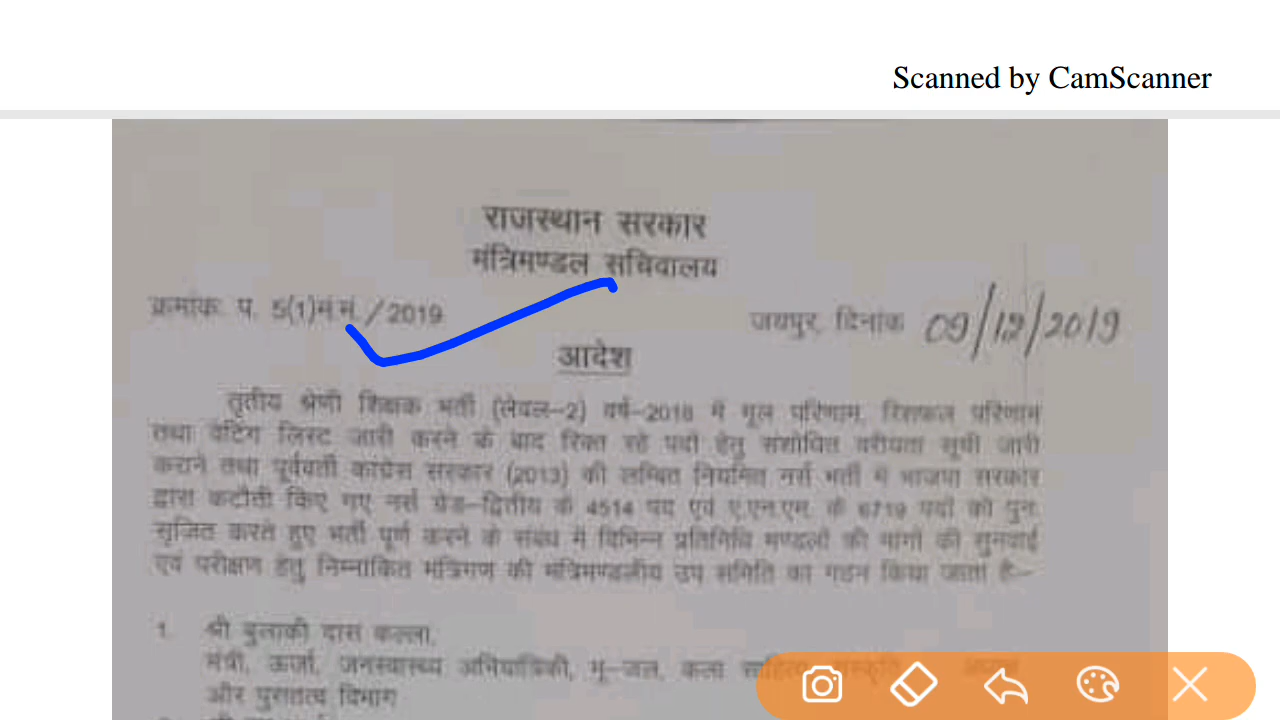 Scanned by CamScanner
राजस्थान सरकार
मंत्रिमण्डल सचिवालय
क्रमांक प. 5(1)मं.मं. / 2019
जयपुर, दिनांक 09/12/2019
आदेश
तृतीय श्रेणी शिक्षक भर्ती (लेवल–2) वर्ष–2018 में मूल परिणाम, रिशफल परिणाम
तथा वेटिंग लिस्ट जारी करने के बाद रिक्त रहे पदों हेतु संशोधित वरीयता सूची जारी
कराने तथा पूर्ववर्ती कांग्रेस सरकार (2013) की लम्बित नियमित नर्स भर्ती में भाजपा सरकार
द्वारा कटौती किए गए नर्स ग्रेड–द्वितीय के 4514 पद एवं ए.एन.एम. के 6719 पदों को पुनः
सृजित करते हुए भर्ती पूर्ण करने के संबंध में विभिन्न प्रतिनिधि मण्डलों की मांगों की सुनवाई
एवं परीक्षण हेतु निम्नांकित मंत्रिगण की मंत्रिमण्डलीय उप समिति का गठन किया जाता है–
1. श्री बुलाकी दास कल्ला,
मंत्री, ऊर्जा, जनस्वास्थ्य अभियांत्रिकी, भू–जल, कला साहित्य संस्कृति
और पुरातत्व विभाग